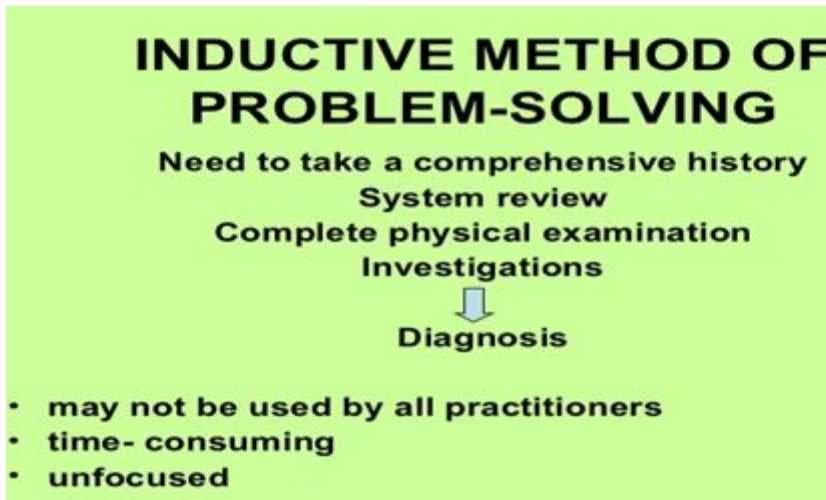 INDUCTIVE METHOD OF
PROBLEM-SOLVING
Need to take a comprehensive history
System review
Complete physical examination
Investigations
Diagnosis
• may not be used by all practitioners
• time- consuming
• unfocused